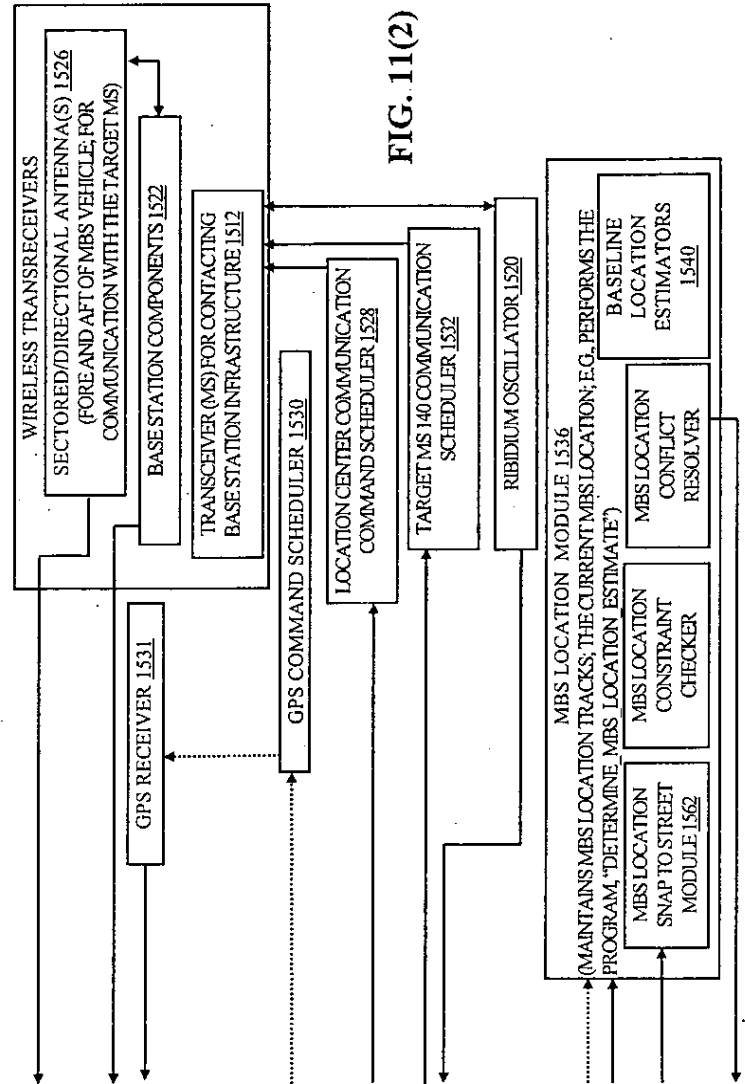 WIRELESS TRANSRECEIVERS
SECTORED/DIRECTIONAL ANTENNA(S) 1526
(FORE AND AFT OF MBS VEHICLE; FOR
COMMUNICATION WITH THE TARGET MS)
BASE STATION COMPONENTS 1522
TRANSCEIVER (MS) FOR CONTACTING
BASE STATION INFRASTRUCTURE 1512
GPS RECEIVER 1531
GPS COMMAND SCHEDULER 1530
LOCATION CENTER COMMUNICATION
COMMAND SCHEDULER 1528
TARGET MS 140 COMMUNICATION
SCHEDULER 1532
RIBIDIUM OSCILLATOR 1520
FIG. 11(2)
MBS LOCATION MODULE 1536
(MAINTAINS MBS LOCATION TRACKS; THE CURRENT MBS LOCATION; E.G., PERFORMS THE
PROGRAM, "DETERMINE_MBS_LOCATION_ESTIMATE")
MBS LOCATION
SNAP TO STREET
MODULE 1562
MBS LOCATION
CONSTRAINT
CHECKER
MBS LOCATION
CONFLICT
RESOLVER
BASELINE
LOCATION
ESTIMATORS
1540